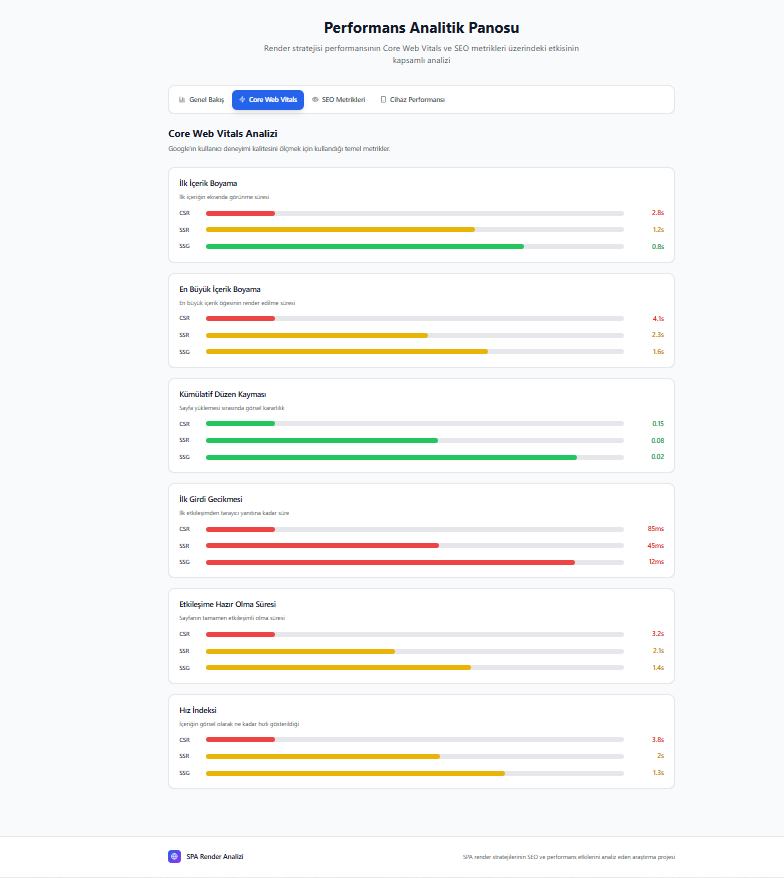 Performans Analitik Panosu
Render stratejisi performansının Core Web Vitals ve SEO metrikleri üzerindeki etkisinin
kapsamlı analizi
Genel Bakış Core Web Vitals SEO Metrikleri Cihaz Performansı
Core Web Vitals Analizi
Google'ın kullanıcı deneyimi kalitesini ölçmek için kullandığı temel metrikler.
İlk İçerik Boyama
İlk içeriğin ekranda görünme süresi
CSR 2.8s
SSR 1.2s
SSG 0.8s
En Büyük İçerik Boyama
En büyük içerik öğesinin render edilme süresi
CSR 4.1s
SSR 2.3s
SSG 1.6s
Kümülatif Düzen Kayması
Sayfa yüklemesi sırasında görsel kararlılık
CSR 0.15
SSR 0.08
SSG 0.02
İlk Girdi Gecikmesi
İlk etkileşimden tarayıcı yanıtına kadar süre
CSR 85ms
SSR 45ms
SSG 12ms
Etkileşime Hazır Olma Süresi
Sayfanın tamamen etkileşimli olma süresi
CSR 3.2s
SSR 2.1s
SSG 1.4s
Hız İndeksi
İçeriğin görsel olarak ne kadar hızlı gösterildiği
CSR 3.8s
SSR 2s
SSG 1.3s
SPA Render Analizi
SPA render stratejilerinin SEO ve performans etkilerini analiz eden araştırma projesi